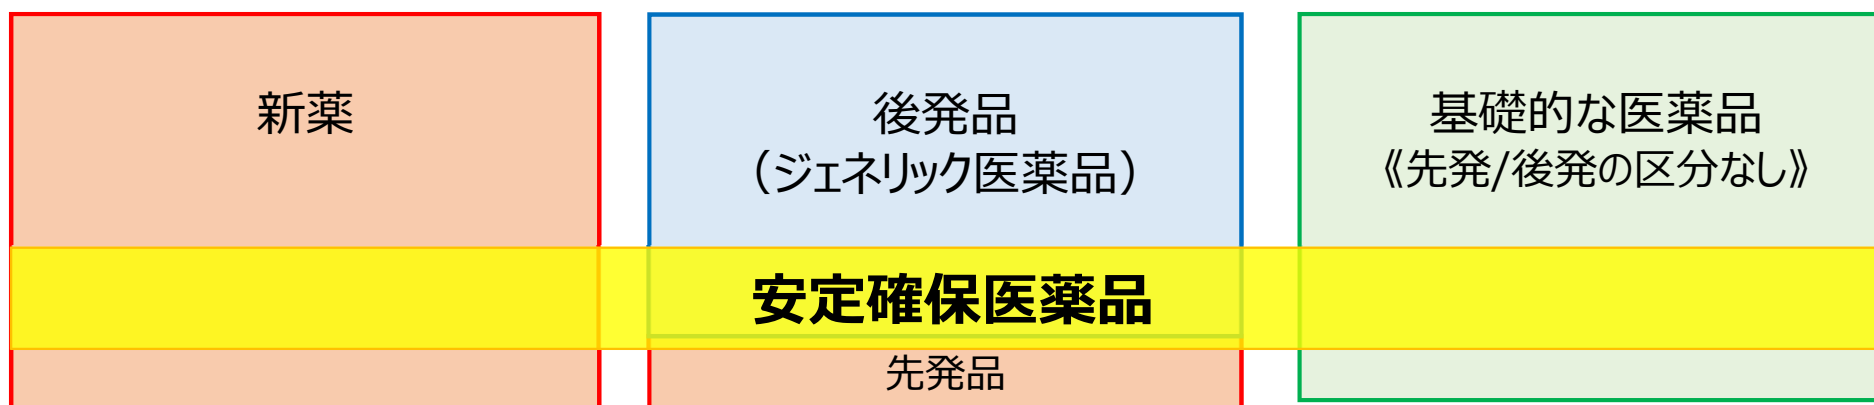 新薬
後発品
（ジェネリック医薬品）
基礎的な医薬品
《先発/後発の区分なし》
安定確保医薬品
先発品